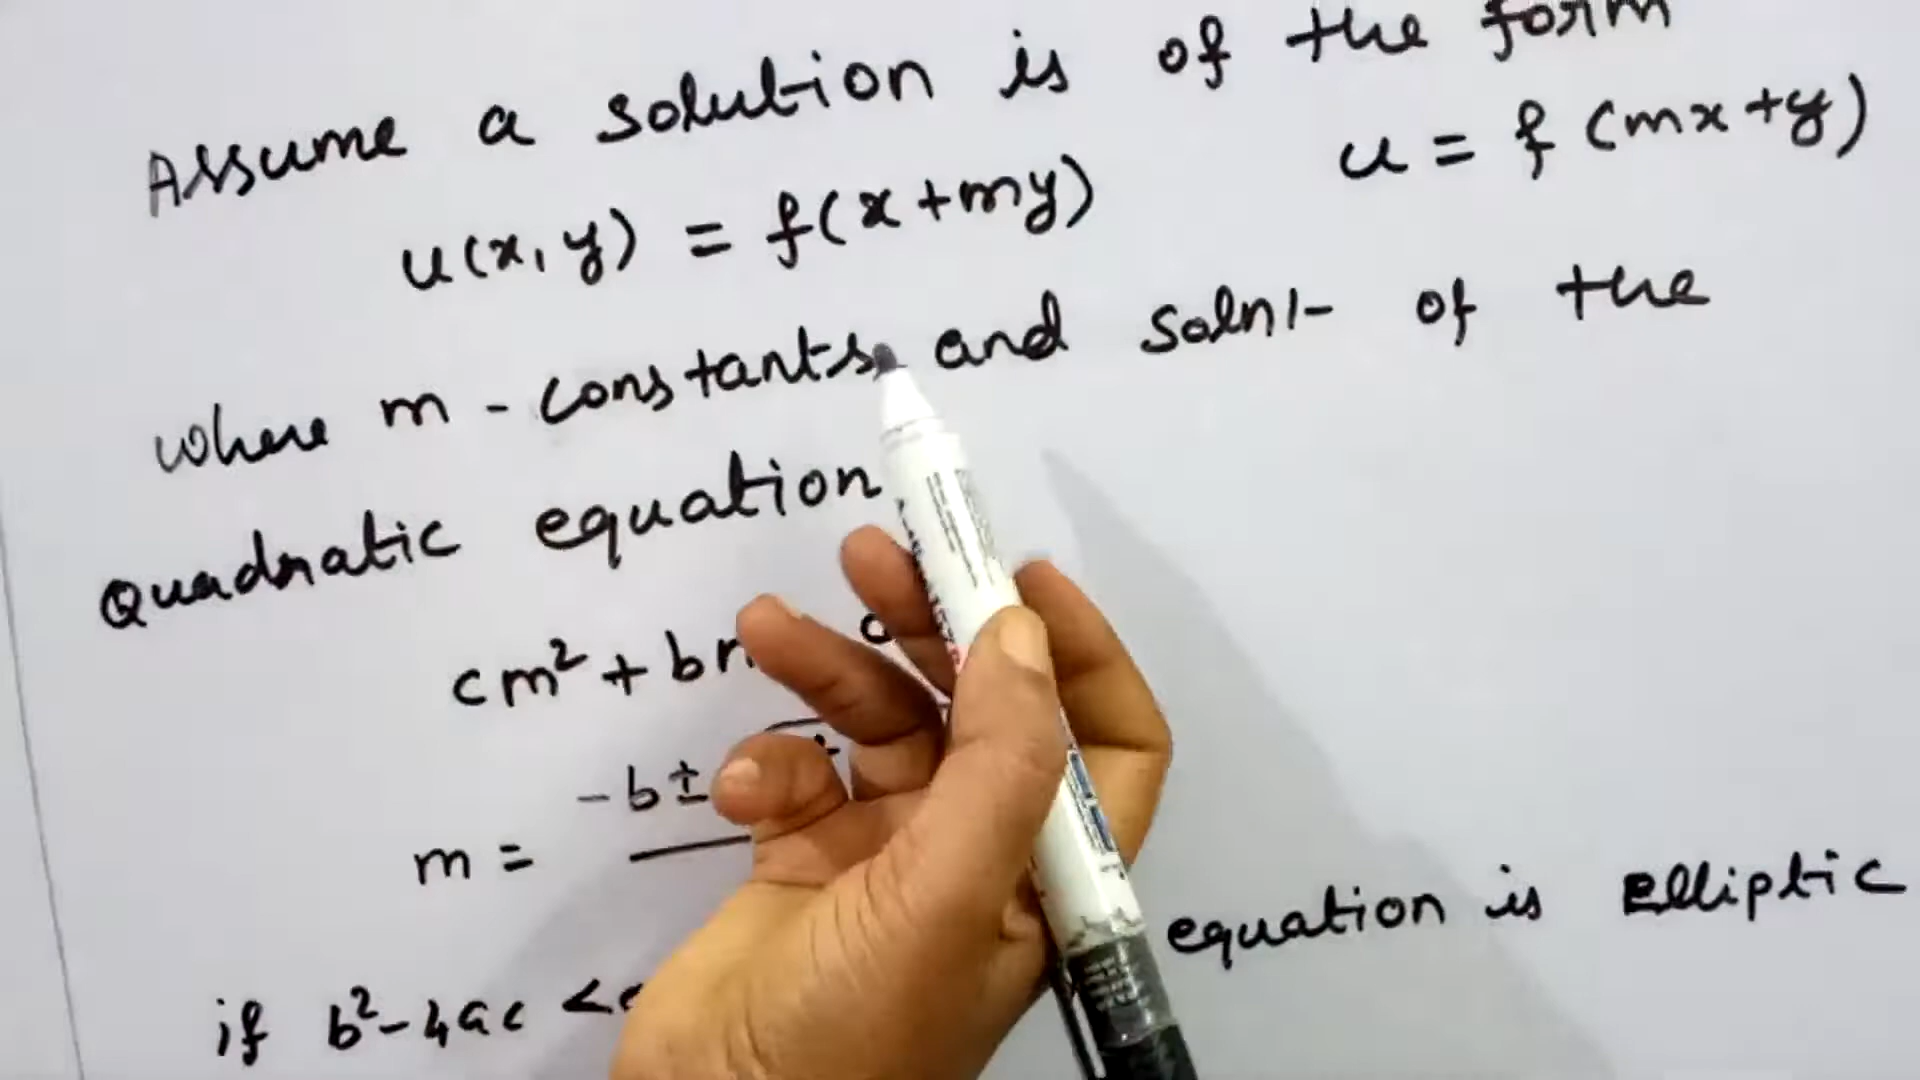 Assume a solution is of the form
u(x, y) = f(x+my) u = f (mx+y)
where m - constants and soln1- of the
Quadratic equation
cm² + b
m = -b±
if b²-4ac < equation is Elliptic